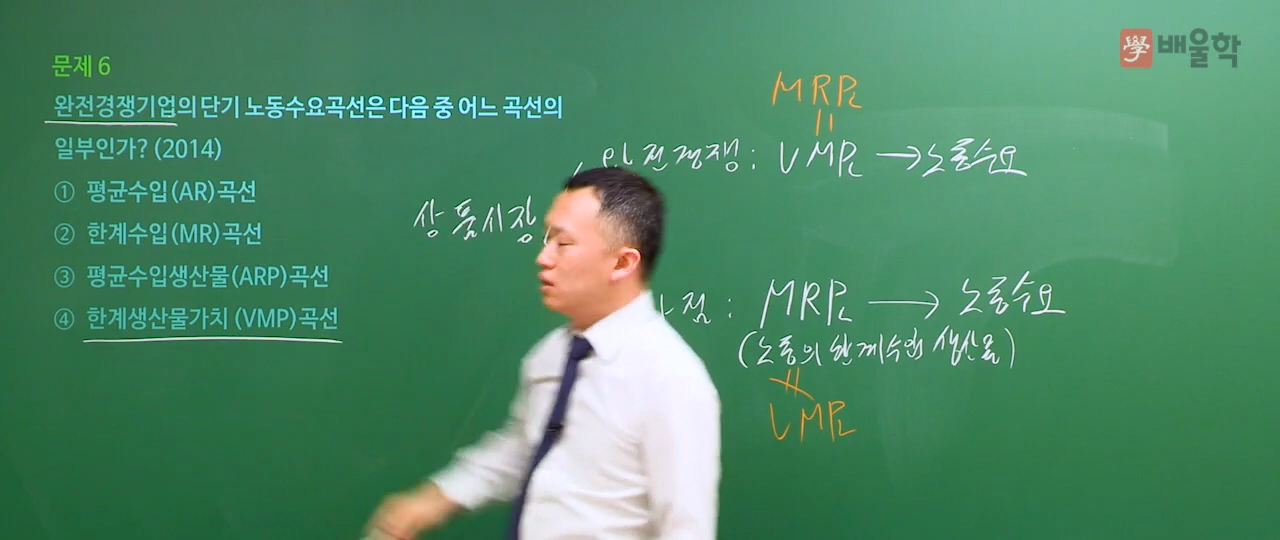 學 배울학
문제 6
완전경쟁기업의 단기 노동수요곡선은 다음 중 어느 곡선의
일부인가? (2014)
① 평균수입(AR)곡선
② 한계수입(MR)곡선
③ 평균수입생산물(ARP)곡선
④ 한계생산물가치 (VMP)곡선
MRPL
||
완전경쟁: VMPL → 노동수요
상품시장
점: MRPL → 노동수요
(노동의 한계수입 생산물)
VMPL